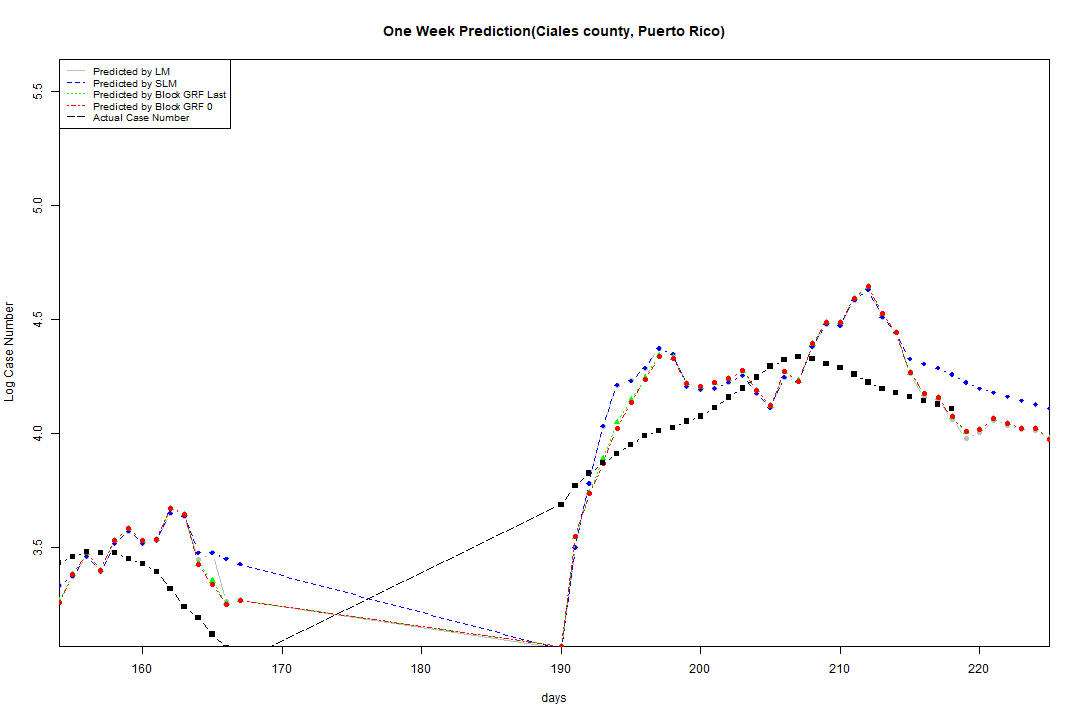 One Week Prediction(Ciales county, Puerto Rico)
Predicted by LM
Predicted by SLM
Predicted by Block GRF Last
Predicted by Block GRF 0
Actual Case Number
5.5
5.0
4.5
4.0
3.5
Log Case Number
160 170 180 190 200 210 220
days